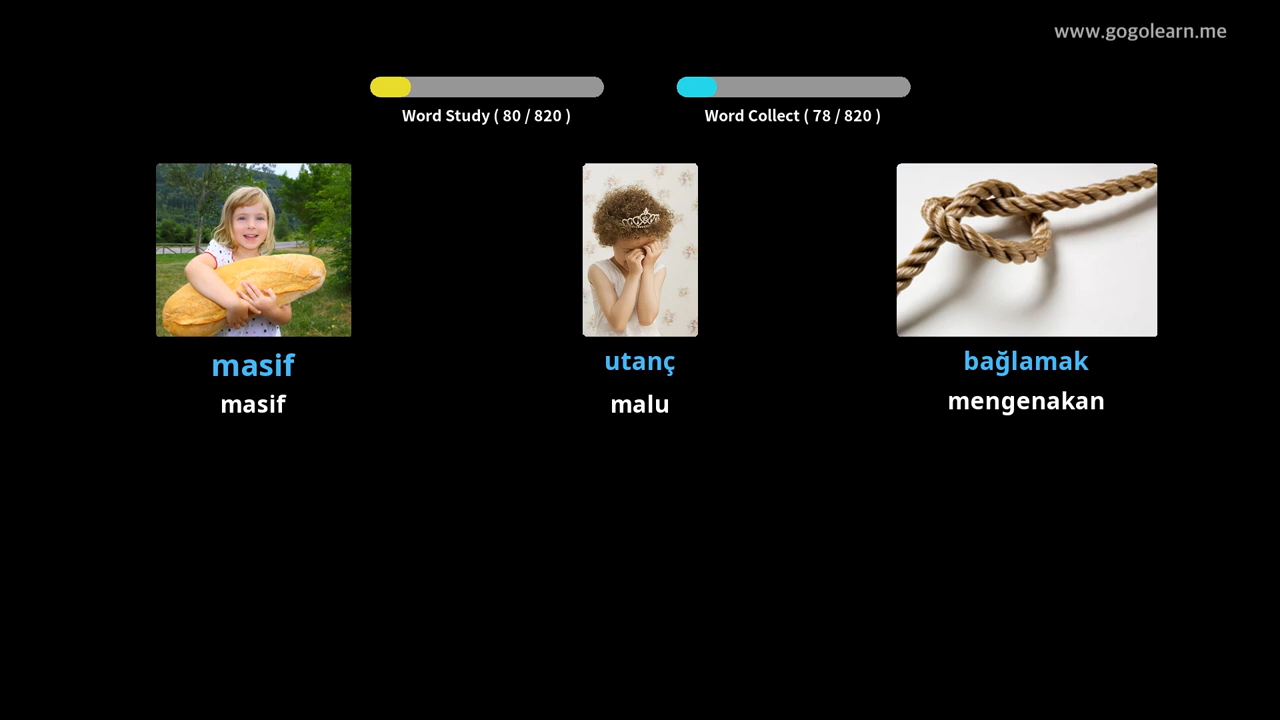 www.gogolearn.me
Word Study ( 80 / 820 )
Word Collect ( 78 / 820 )
masif
masif
utanç
malu
bağlamak
mengenakan